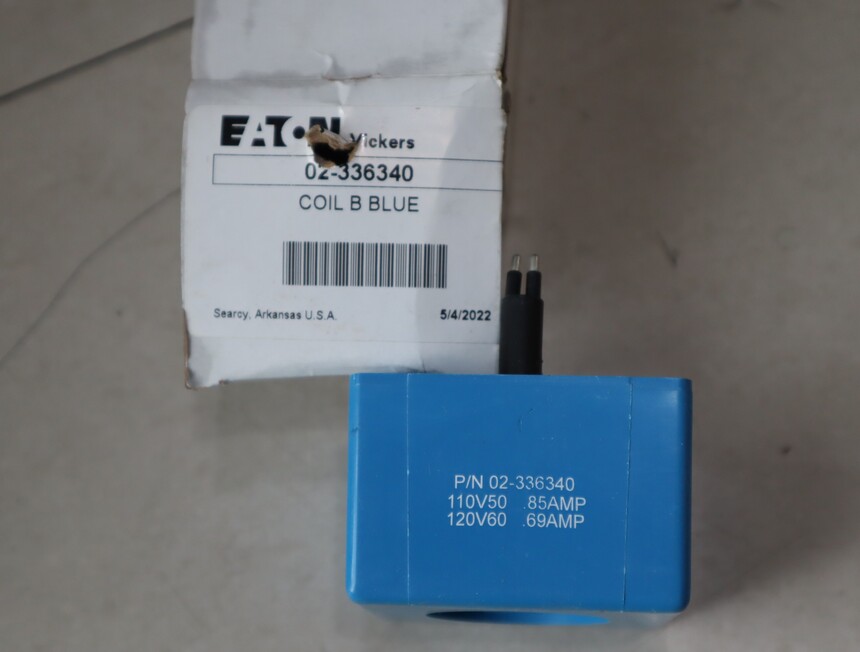 EATON Vickers
02-336340
COIL B BLUE
Searcy, Arkansas U.S.A. 5/4/2022
P/N 02-336340
110V50 .85AMP
120V60 .69AMP